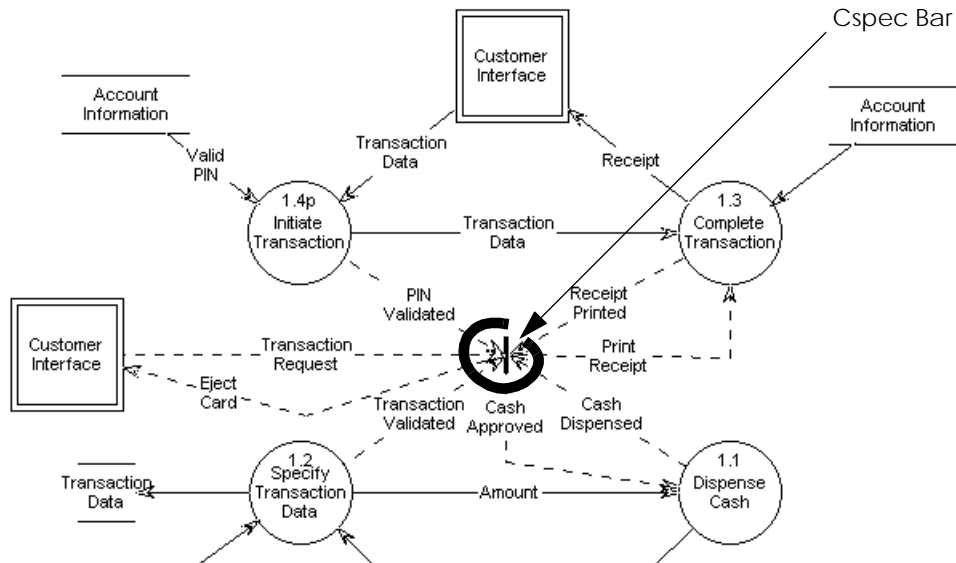 Cspec Bar
Customer
Interface
Account
Information
Account
Information
Transaction
Data
Receipt
Valid
PIN
1.4p
Initiate
Transaction
Transaction
Data
1.3
Complete
Transaction
PIN
Validated
Receipt
Printed
Customer
Interface
Transaction
Request
Print
Receipt
Eject
Card
Transaction
Validated
Cash
Approved
Cash
Dispensed
Transaction
Data
1.2
Specify
Transaction
Data
Amount
1.1
Dispense
Cash